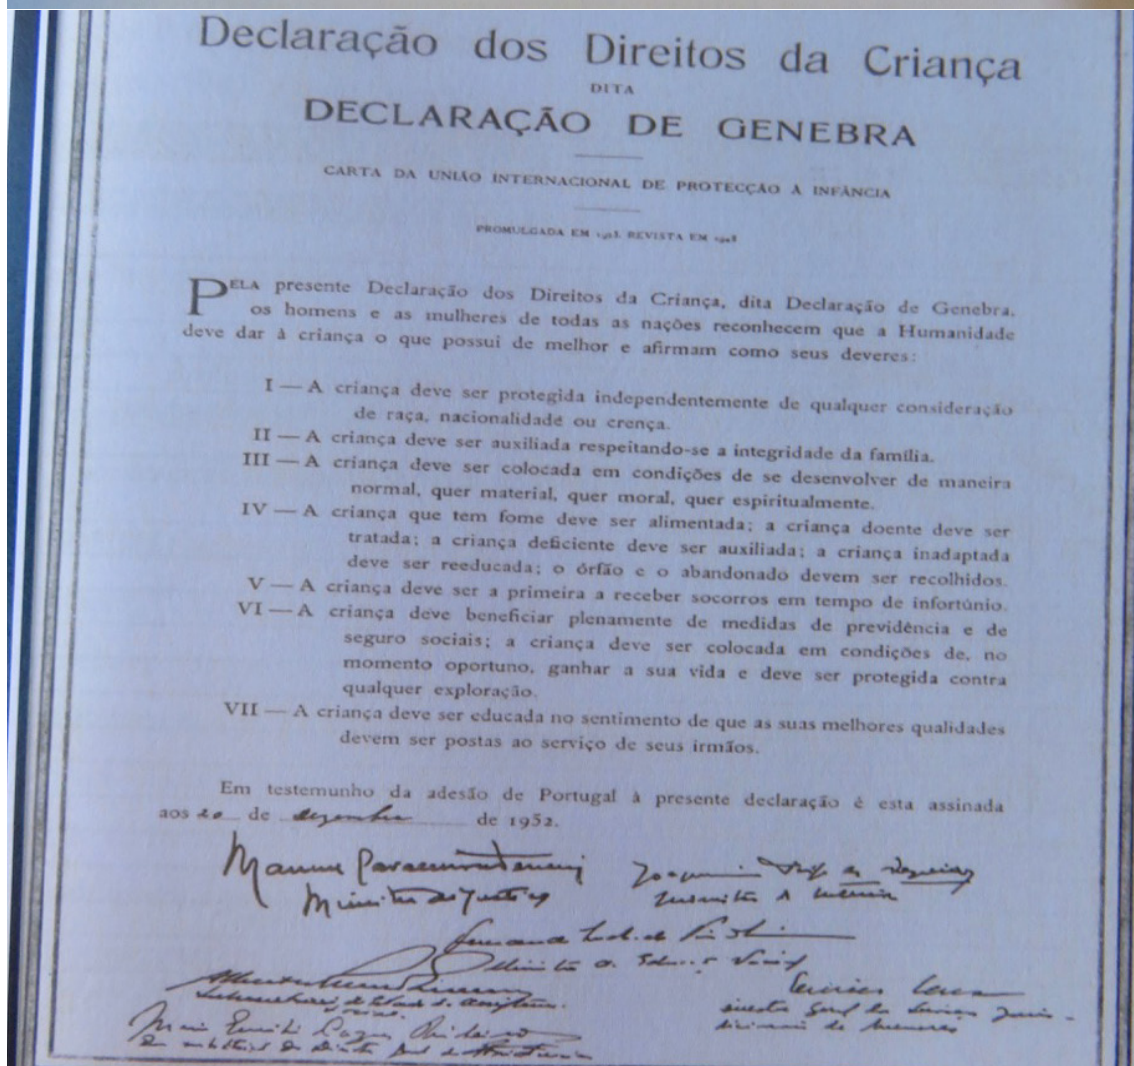 Declaração dos Direitos da Criança
DITA
DECLARAÇÃO DE GENEBRA
CARTA DA UNIÃO INTERNACIONAL DE PROTECÇÃO À INFÂNCIA
PROMULGADA EM REVISTA EM
PELA presente Declaração dos Direitos da Criança, dita Declaração de Genebra,
os homens e as mulheres de todas as nações reconhecem que a Humanidade
deve dar à criança o que possui de melhor e afirmam como seus deveres:
I — A criança deve ser protegida independentemente de qualquer consideração
de raça, nacionalidade ou crença.
II — A criança deve ser auxiliada respeitando-se a integridade da família.
III — A criança deve ser colocada em condições de se desenvolver de maneira
normal, quer material, quer moral, quer espiritualmente.
IV — A criança que tem fome deve ser alimentada; a criança doente deve ser
tratada; a criança deficiente deve ser auxiliada; a criança inadaptada
deve ser reeducada; o órfão e o abandonado devem ser recolhidos.
V — A criança deve ser a primeira a receber socorros em tempo de infortúnio.
VI — A criança deve beneficiar plenamente de medidas de previdência e de
seguro sociais; a criança deve ser colocada em condições de, no
momento oportuno, ganhar a sua vida e deve ser protegida contra
qualquer exploração.
VII — A criança deve ser educada no sentimento de que as suas melhores qualidades
devem ser postas ao serviço de seus irmãos.
Em testemunho da adesão de Portugal à presente declaração é esta assinada
aos 20 de dezembro de 1952.
Ministro da Justiça